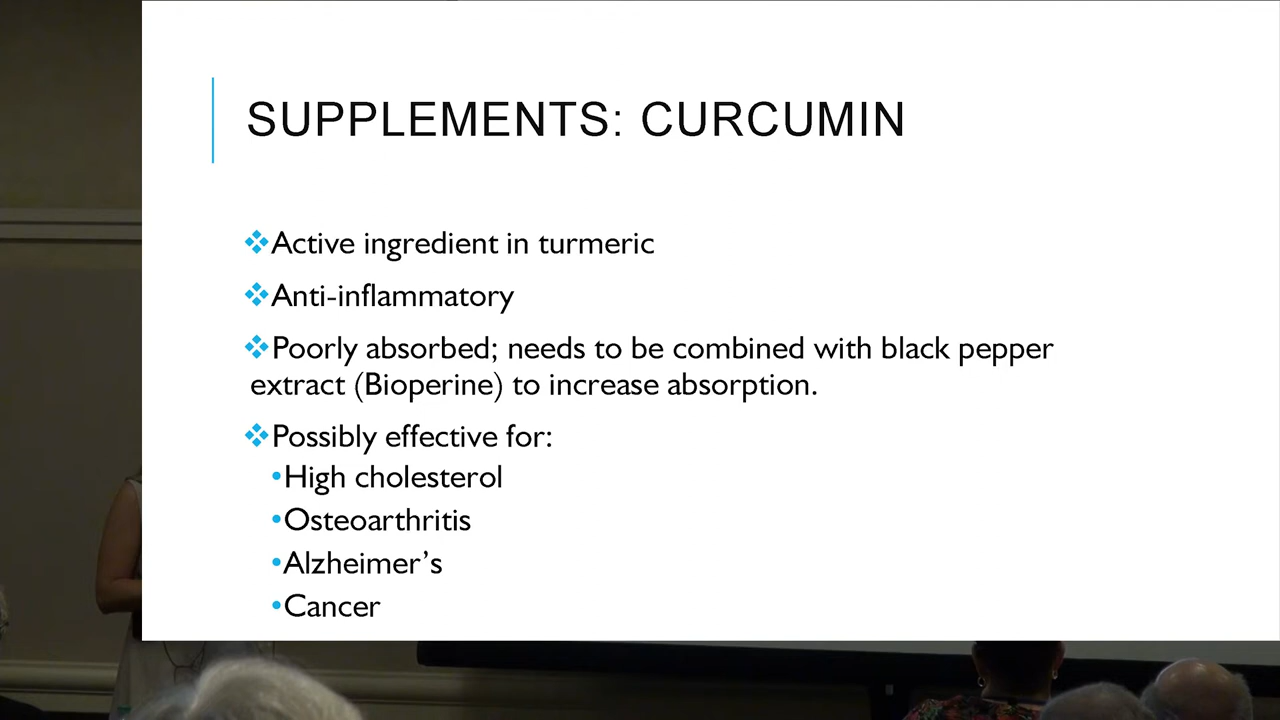 SUPPLEMENTS: CURCUMIN
❖Active ingredient in turmeric
❖Anti-inflammatory
❖Poorly absorbed; needs to be combined with black pepper
extract (Bioperine) to increase absorption.
❖Possibly effective for:
•High cholesterol
•Osteoarthritis
•Alzheimer’s
•Cancer